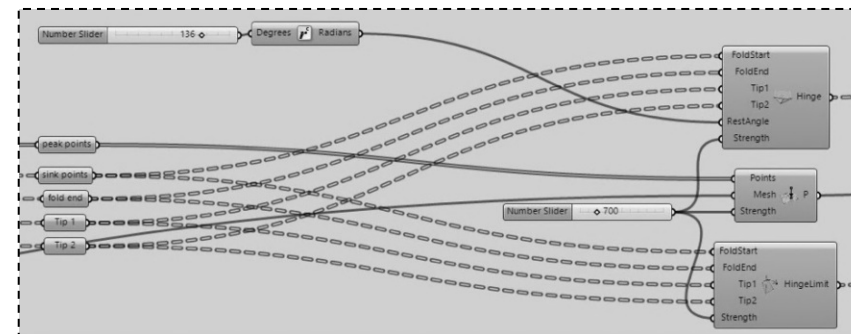 Number Slider 136 Degrees Radians
FoldStart
FoldEnd
Tip1 Hinge
Tip2
RestAngle
Strength
peak points
sink points
fold end
Tip 1
Tip 2
Points
Mesh P
Strength
Number Slider 700
FoldStart
FoldEnd
Tip1 HingeLimit
Tip2
Strength